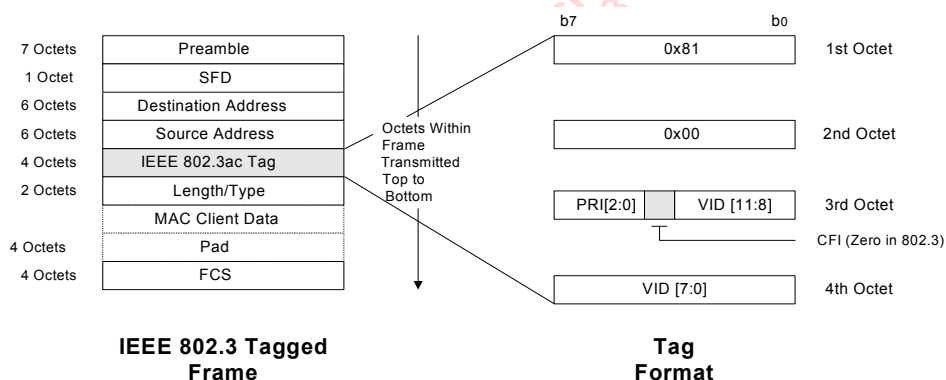 b7 b0
7 Octets Preamble 0x81 1st Octet
1 Octet SFD
6 Octets Destination Address
6 Octets Source Address Octets Within 0x00 2nd Octet
Frame
4 Octets IEEE 802.3ac Tag Transmitted
Top to
2 Octets Length/Type Bottom PRI[2:0] VID [11:8] 3rd Octet
MAC Client Data
4 Octets Pad CFI (Zero in 802.3)
4 Octets FCS VID [7:0] 4th Octet
IEEE 802.3 Tagged Tag
Frame Format